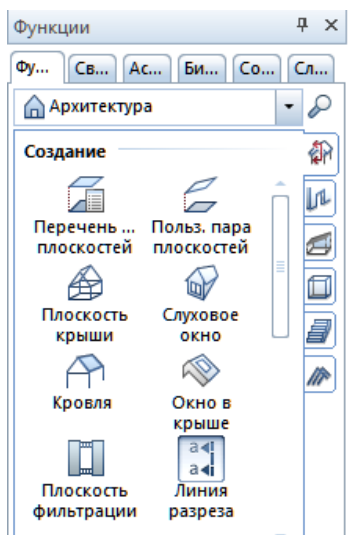 Функции
Фу... Св... Ас... Би... Со... Сл...
Архитектура
Создание
Перечень ... Польз. пара
плоскостей плоскостей
Плоскость Слуховое
крыши окно
Кровля Окно в
крыше
a
a
Плоскость Линия
фильтрации разреза